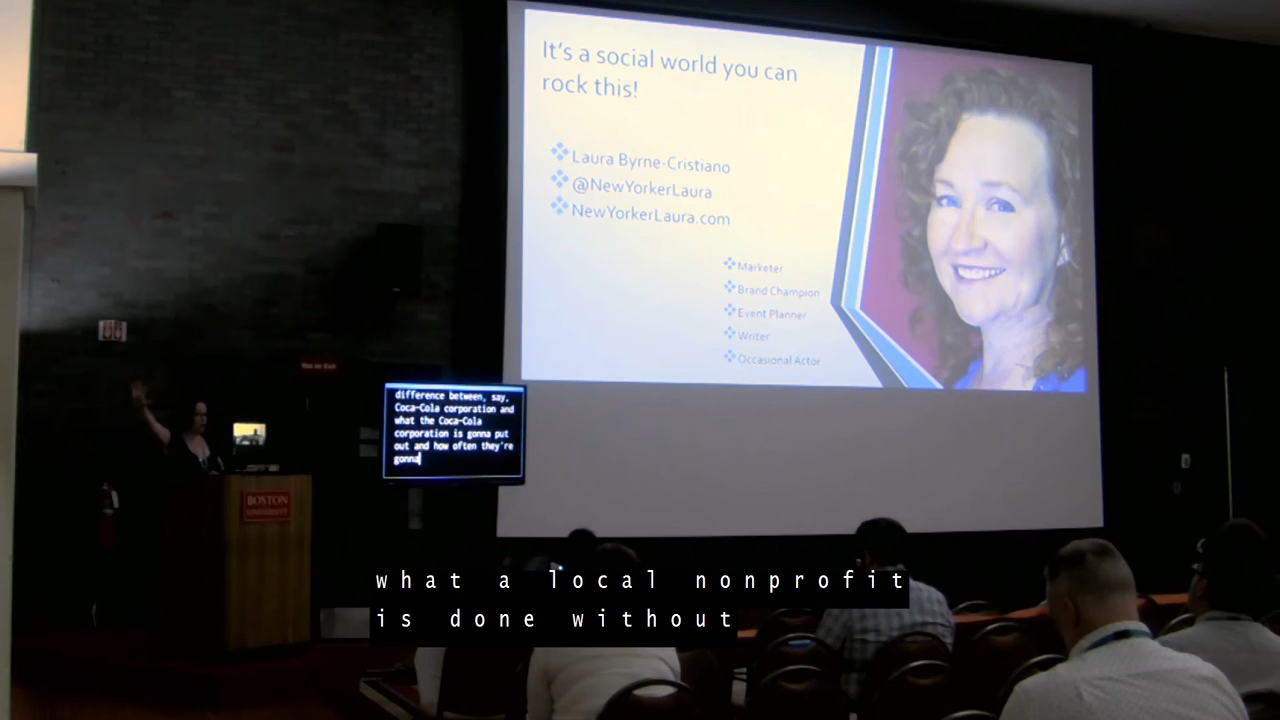 It's a social world you can
rock this!
Laura Byrne-Cristiano
@NewYorkerLaura
NewYorkerLaura.com
Marketer
Brand Champion
Event Planner
Writer
Occasional Actor
difference between, say,
Coca-Cola corporation and
what the Coca-Cola
corporation is gonna put
out and how often they're
gonna
BOSTON
UNIVERSITY
what a local nonprofit
is done without